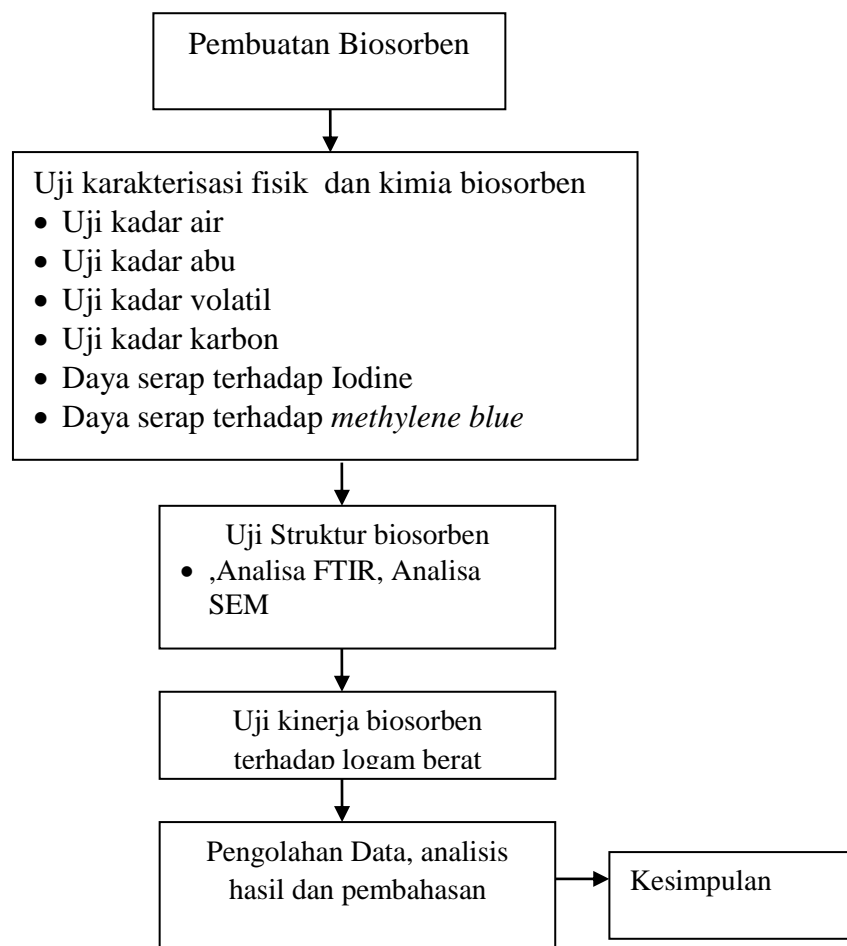 Pembuatan Biosorben
Uji karakterisasi fisik dan kimia biosorben
• Uji kadar air
• Uji kadar abu
• Uji kadar volatil
• Uji kadar karbon
• Daya serap terhadap Iodine
• Daya serap terhadap methylene blue
Uji Struktur biosorben
• ,Analisa FTIR, Analisa
SEM
Uji kinerja biosorben
terhadap logam berat
Pengolahan Data, analisis
hasil dan pembahasan
Kesimpulan